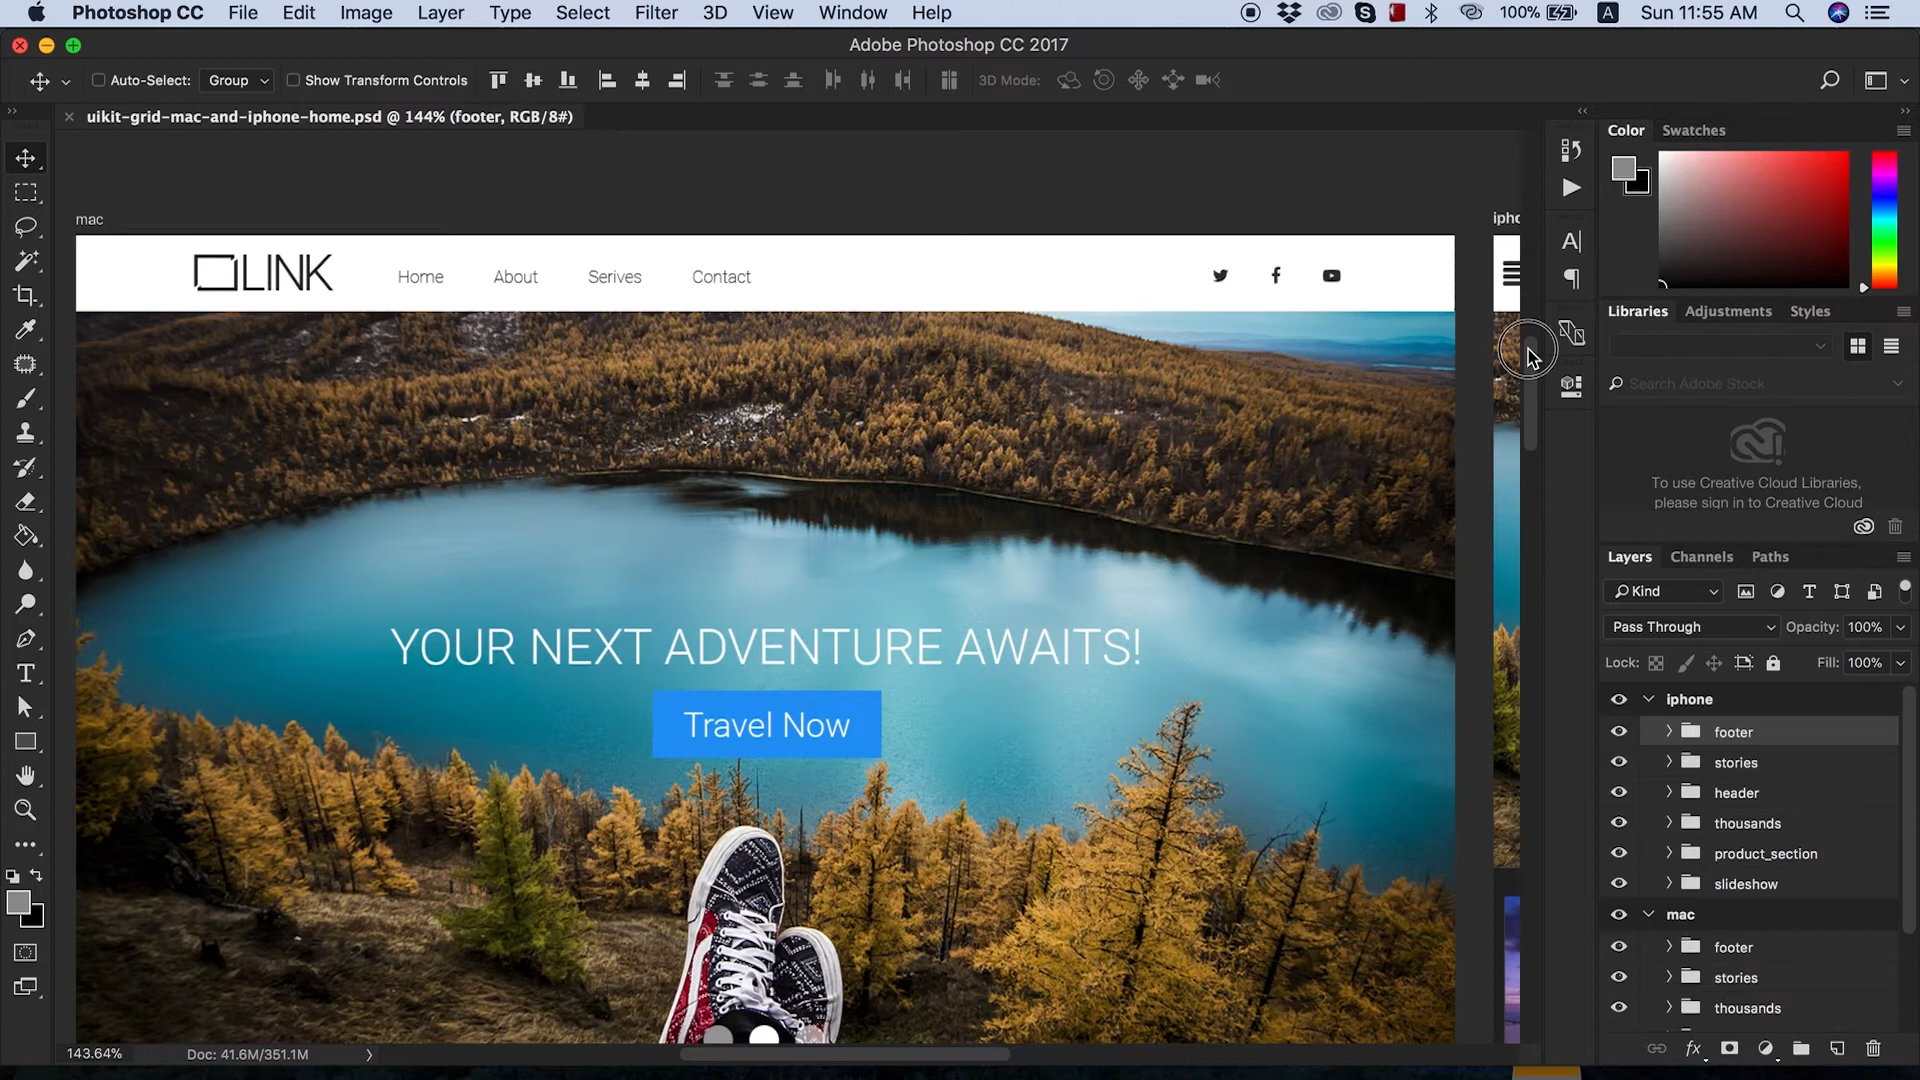 Photoshop CC File Edit Image Layer Type Select Filter 3D View Window Help 100% A Sun 11:55 AM
Adobe Photoshop CC 2017
Auto-Select: Group Show Transform Controls 3D Mode:
uikit-grid-mac-and-iphone-home.psd @ 144% (footer, RGB/8#)
Color Swatches
mac
LINK Home About Serives Contact
Libraries Adjustments Styles
Search Adobe Stock
To use Creative Cloud Libraries,
please sign in to Creative Cloud
Layers Channels Paths
Kind
YOUR NEXT ADVENTURE AWAITS!
Travel Now
Pass Through Opacity: 100%
Lock: Fill: 100%
iphone
footer
stories
header
thousands
product_section
slideshow
mac
footer
stories
thousands
143.64% Doc: 41.6M/351.1M